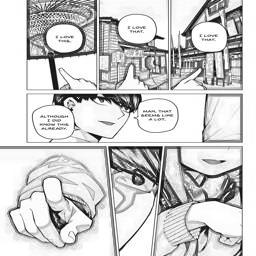 I LOVE
THIS.
I LOVE
THAT.
I LOVE
THAT.
ALTHOUGH
I DID
KNOW THIS
ALREADY.
MAN, THAT
SEEMS LIKE
A LOT.